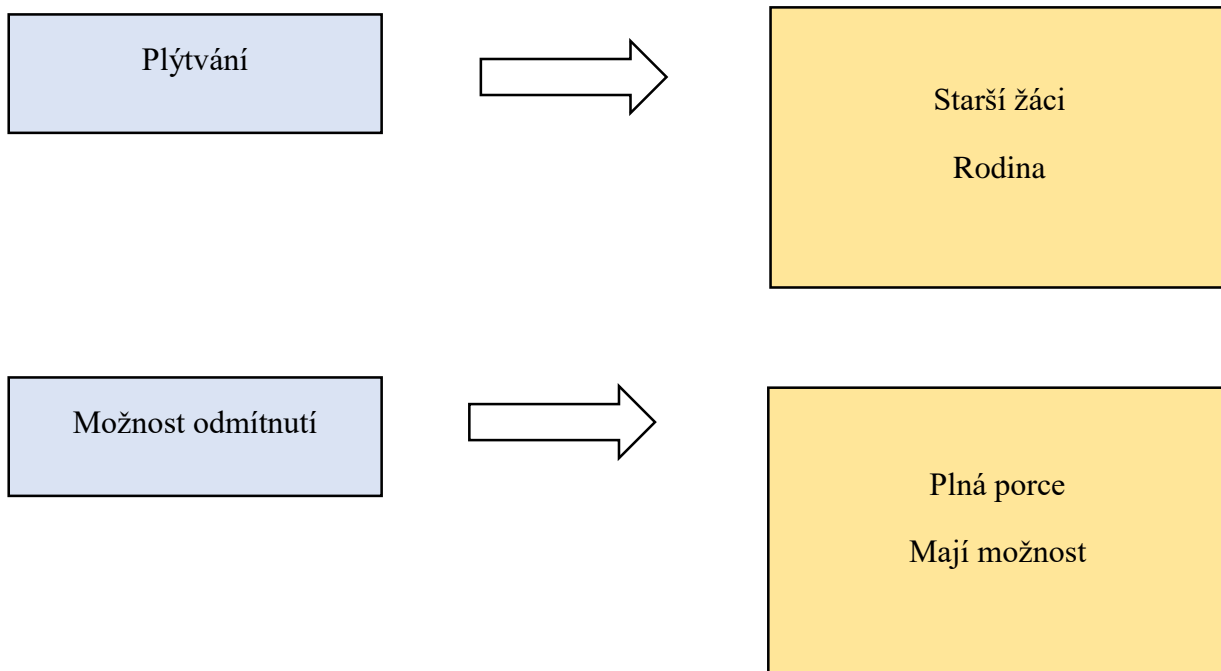 Plýtvání
Starší žáci
Rodina
Možnost odmítnutí
Plná porce
Mají možnost